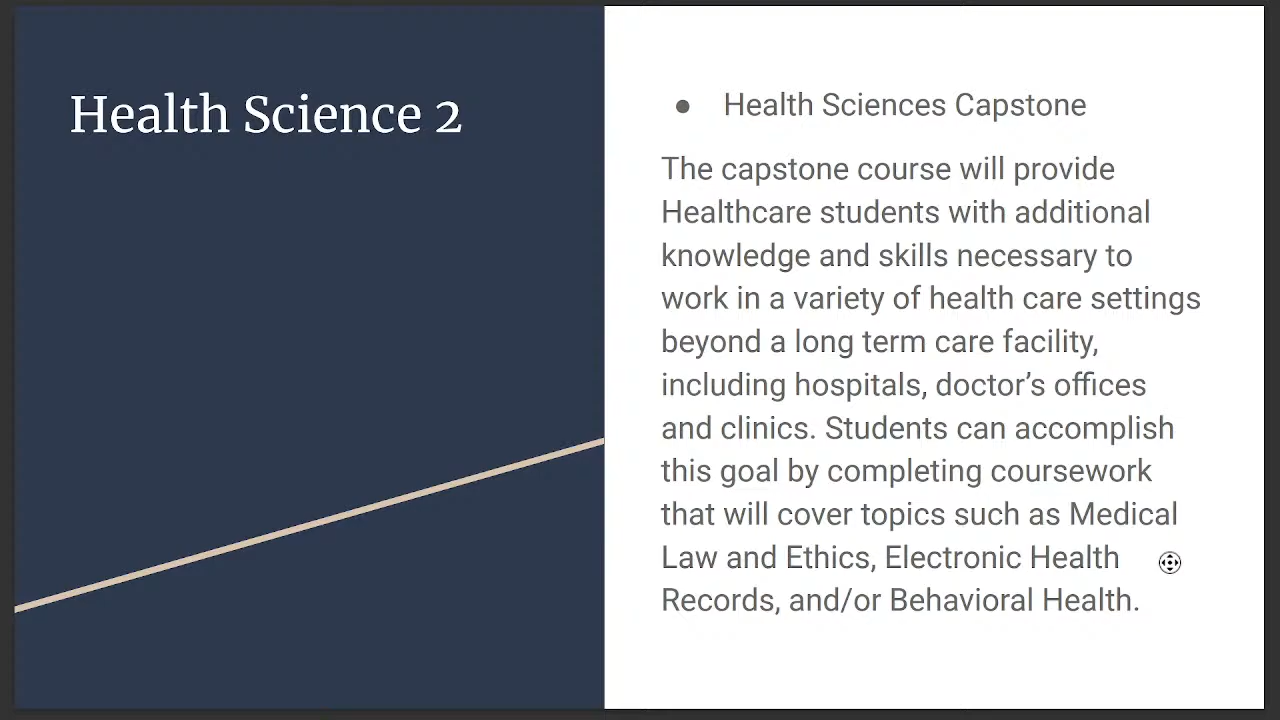 Health Science 2
● Health Sciences Capstone
The capstone course will provide
Healthcare students with additional
knowledge and skills necessary to
work in a variety of health care settings
beyond a long term care facility,
including hospitals, doctor’s offices
and clinics. Students can accomplish
this goal by completing coursework
that will cover topics such as Medical
Law and Ethics, Electronic Health
Records, and/or Behavioral Health.